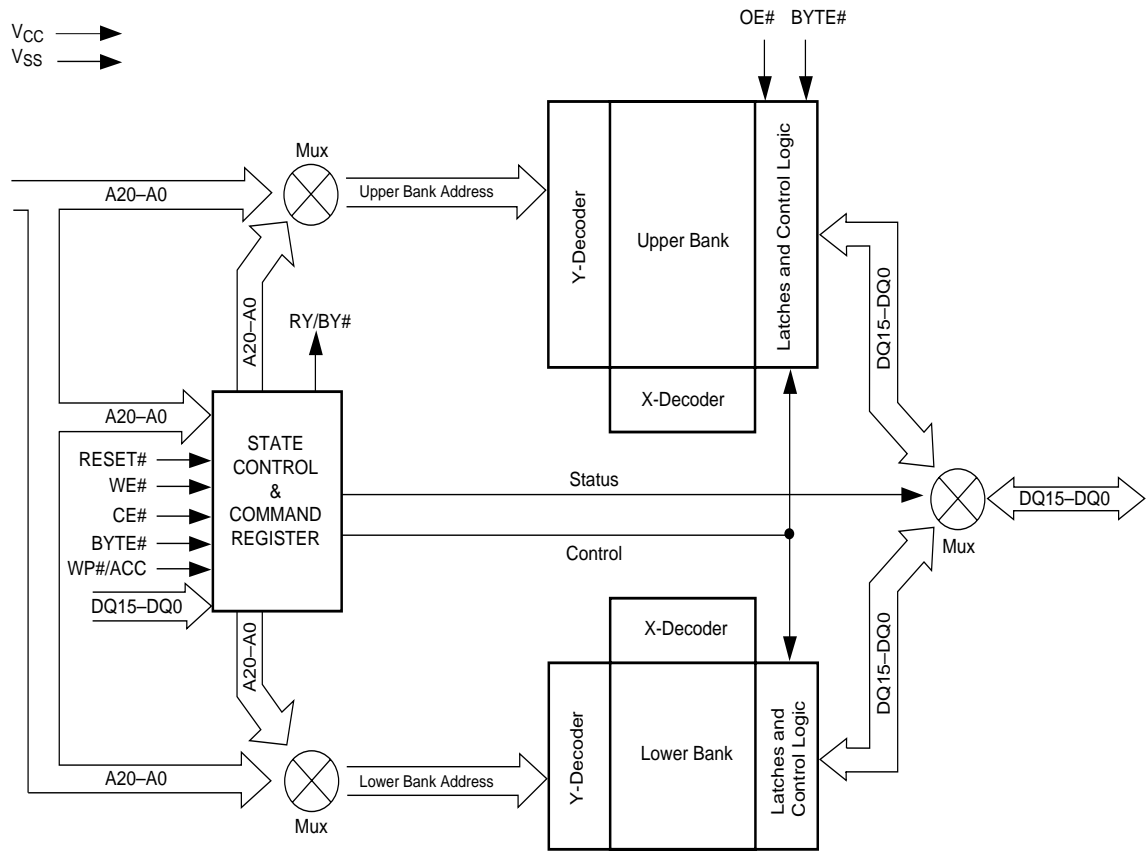 VCC
VSS
OE# BYTE#
Mux
A20–A0
Upper Bank Address
Y-Decoder
Upper Bank
Latches and Control Logic
X-Decoder
DQ15–DQ0
A20–A0
RY/BY#
A20–A0
RESET#
WE#
CE#
BYTE#
WP#/ACC
DQ15–DQ0
STATE
CONTROL
&
COMMAND
REGISTER
Status
Control
Mux
DQ15–DQ0
A20–A0
X-Decoder
Y-Decoder
Lower Bank
Latches and
Control Logic
DQ15–DQ0
A20–A0
Mux
Lower Bank Address